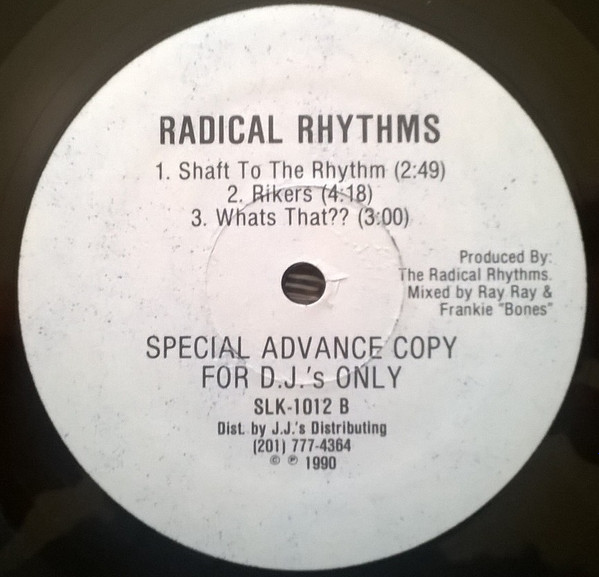 RADICAL RHYTHMS
1. Shaft To The Rhythm (2:49)
2. Rikers (4:18)
3. Whats That?? (3:00)
Produced By:
The Radical Rhythms.
Mixed by Ray Ray &
Frankie "Bones"
SPECIAL ADVANCE COPY
FOR D.J.'s ONLY
SLK-1012 B
Dist. by J.J.'s Distributing
(201) 777-4364
© ℗ 1990